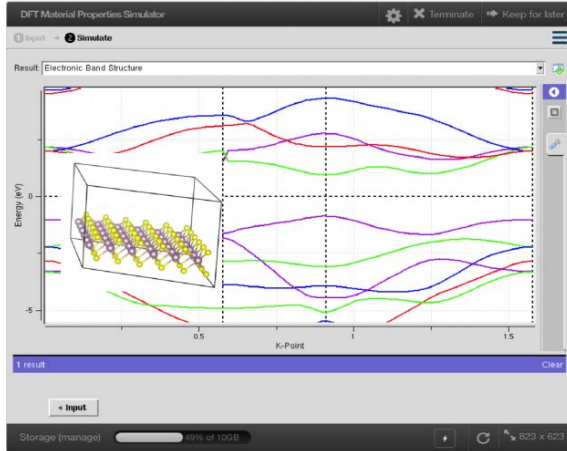 DFT Material Properties Simulator
Terminate
Keep for later
1 Input → 2 Simulate
Result: Electronic Band Structure
Energy (eV)
0
-5
0.5
1
1.5
K-Point
1 result
Clear
< Input
Storage (manage)
49% of 10GB
823 x 623